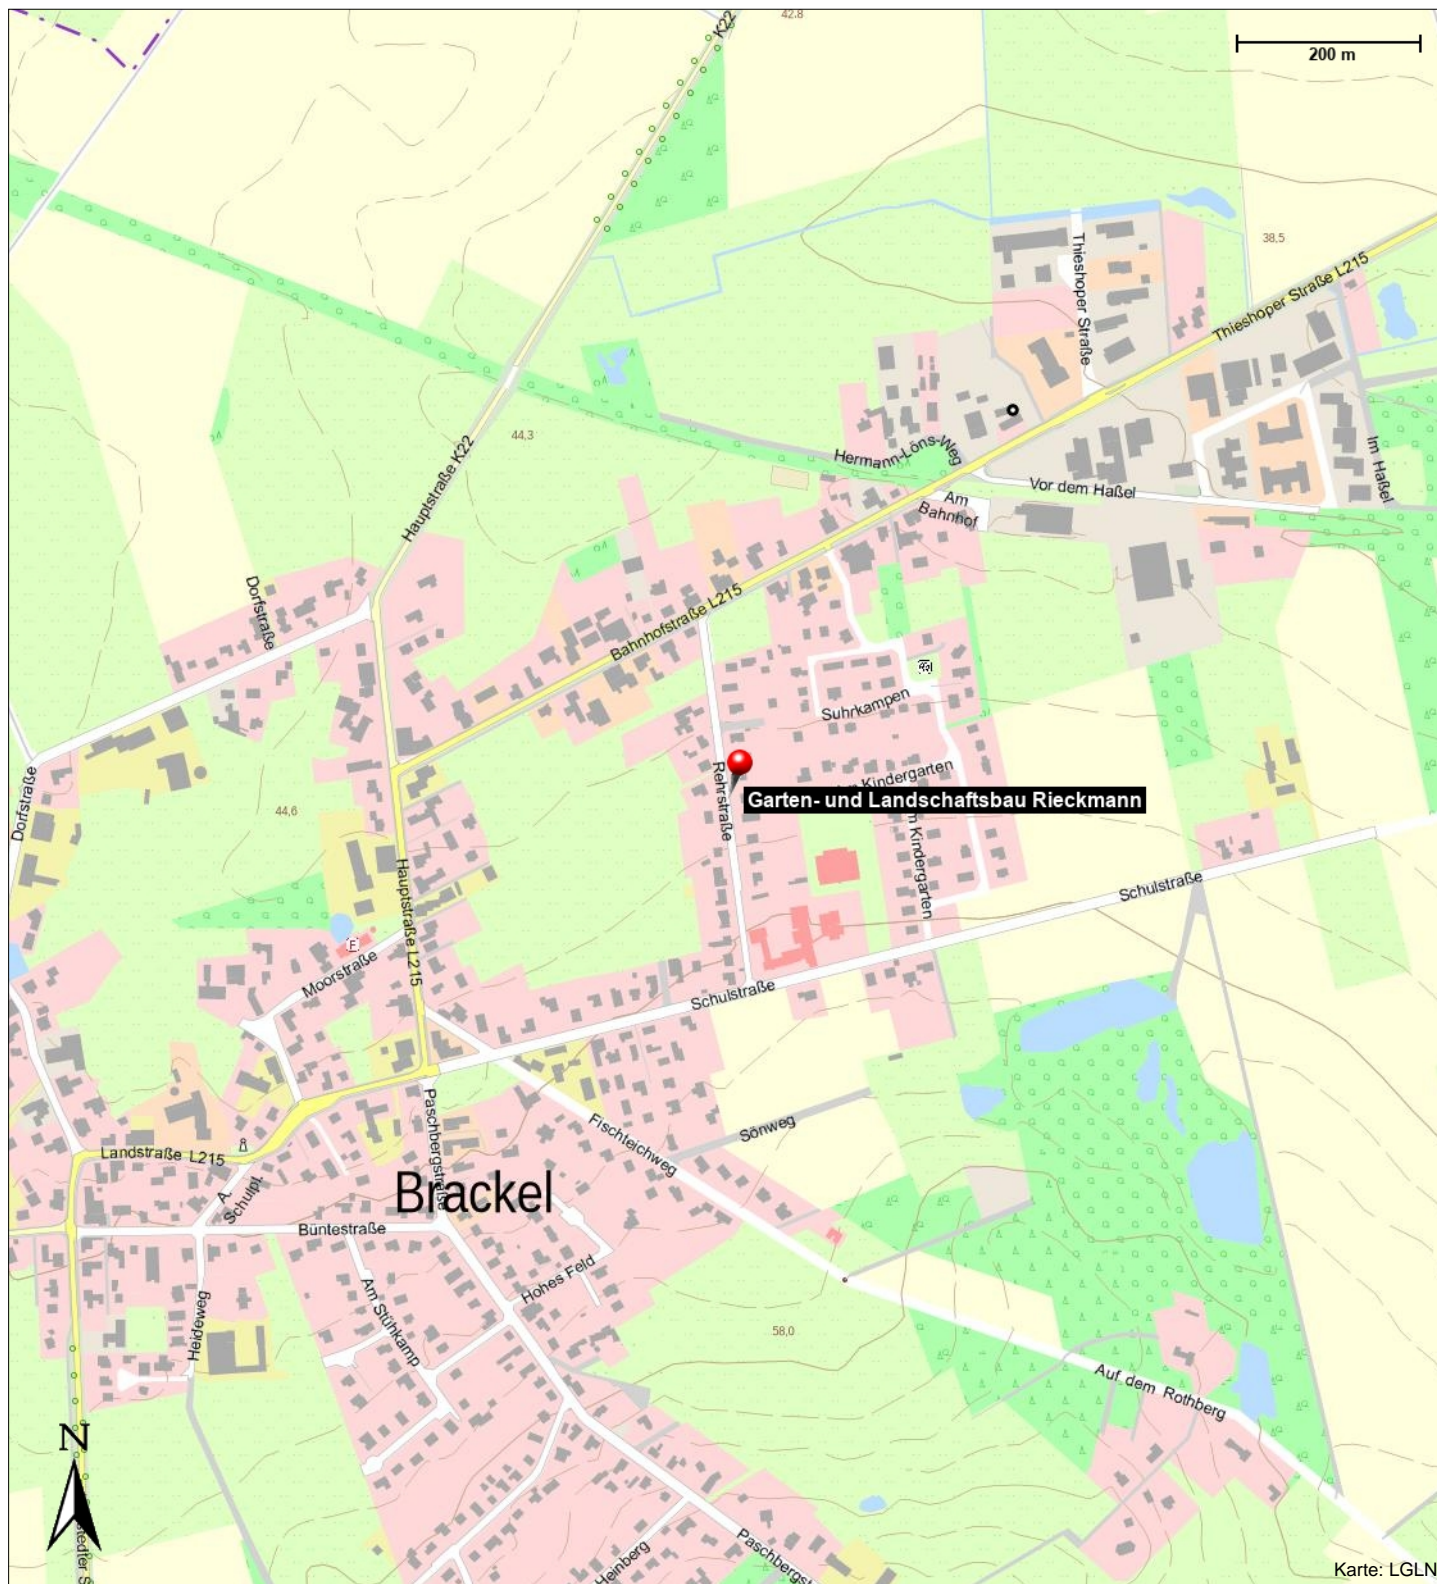 K22
42.8
200 m
38,5
Thieshoper Straße
Thieshoper Straße L215
44,3
Hauptstraße K22
Hermann-Löns-Weg
Im Haßel
Vor dem Haßel
Am
Bahnhof
Dorfstraße
Bahnhofstraße L215
Suhrkampen
Rehrstraße
Kindergarten
Garten- und Landschaftsbau Rieckmann
Dorfstraße
44,6
Kindergarten
Hauptstraße L215
Schulstraße
F
Moorstraße
Schulstraße
Paschbergstraße
Fischteichweg
Sönweg
Landstraße L215
A.
Schulpl.
Brackel
Büntestraße
Hohes Feld
Am Stühkamp
Heideweg
58,0
Auf dem Rothberg
N
Heinberg
Karte: LGLN